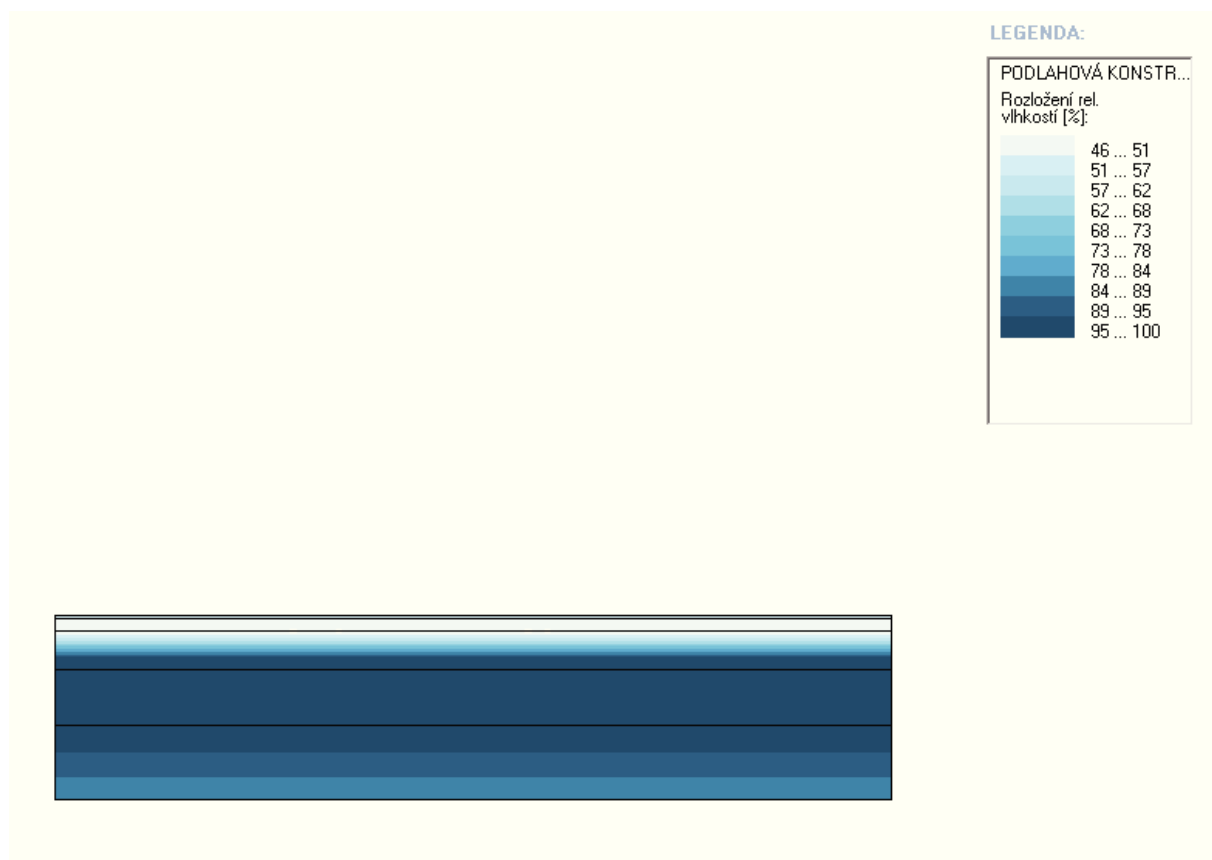 LEGENDA:
PODLAHOVÁ KONSTR...
Rozložení rel.
vlhkostí [%]:
46 ... 51
51 ... 57
57 ... 62
62 ... 68
68 ... 73
73 ... 78
78 ... 84
84 ... 89
89 ... 95
95 ... 100